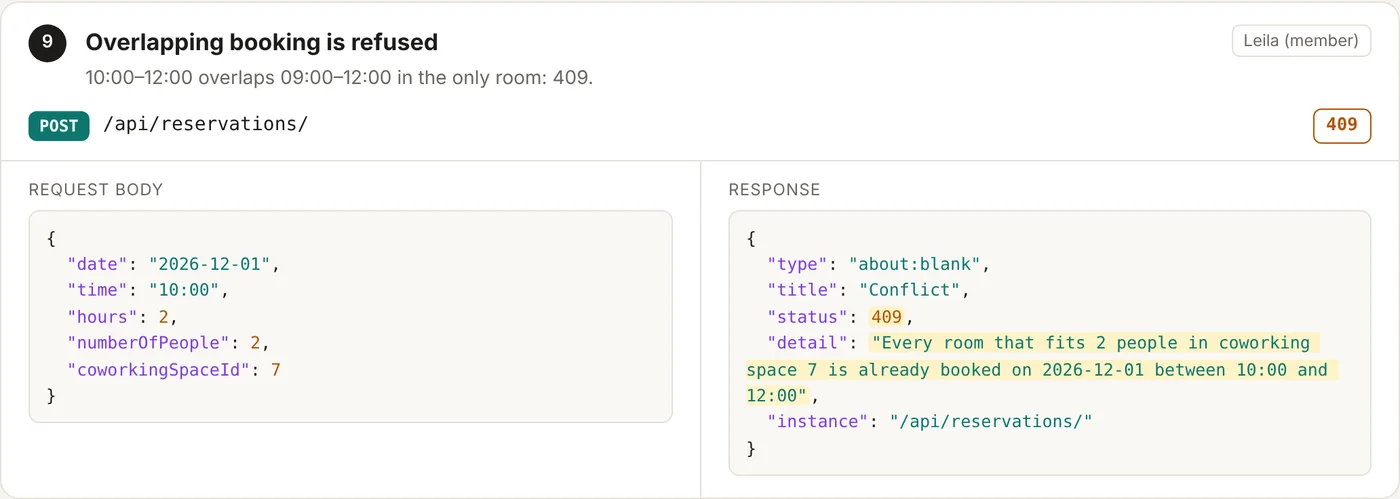 9 Overlapping booking is refused Leila (member)
10:00–12:00 overlaps 09:00–12:00 in the only room: 409.
POST /api/reservations/ 409
REQUEST BODY
{
  "date": "2026-12-01",
  "time": "10:00",
  "hours": 2,
  "numberOfPeople": 2,
  "coworkingSpaceId": 7
}
RESPONSE
{
  "type": "about:blank",
  "title": "Conflict",
  "status": 409,
  "detail": "Every room that fits 2 people in coworking
space 7 is already booked on 2026-12-01 between 10:00 and
12:00",
  "instance": "/api/reservations/"
}